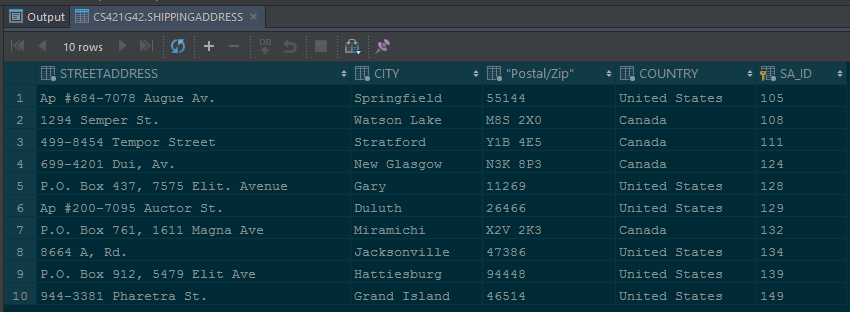 Output CS421G42.SHIPPINGADDRESS
10 rows DB
STREETADDRESS CITY "Postal/Zip" COUNTRY SA_ID
1 Ap #684-7078 Augue Av. Springfield 55144 United States 105
2 1294 Semper St. Watson Lake M8S 2X0 Canada 108
3 499-8454 Tempor Street Stratford Y1B 4E5 Canada 111
4 699-4201 Dui, Av. New Glasgow N3K 8P3 Canada 124
5 P.O. Box 437, 7575 Elit. Avenue Gary 11269 United States 128
6 Ap #200-7095 Auctor St. Duluth 26466 United States 129
7 P.O. Box 761, 1611 Magna Ave Miramichi X2V 2K3 Canada 132
8 8664 A, Rd. Jacksonville 47386 United States 134
9 P.O. Box 912, 5479 Elit Ave Hattiesburg 94448 United States 139
10 944-3381 Pharetra St. Grand Island 46514 United States 149